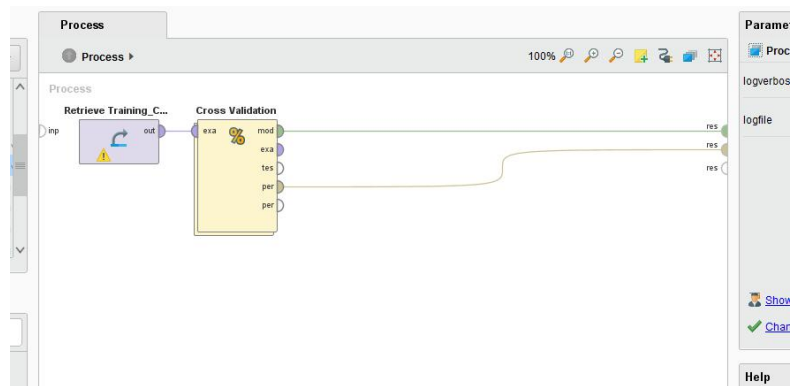 Process
Process
100%
Process
Retrieve Training_C...
Cross Validation
inp
out
exa
mod
exa
tes
per
per
res
res
res
Parame
Proc
logverbos
logfile
Show
Chan
Help